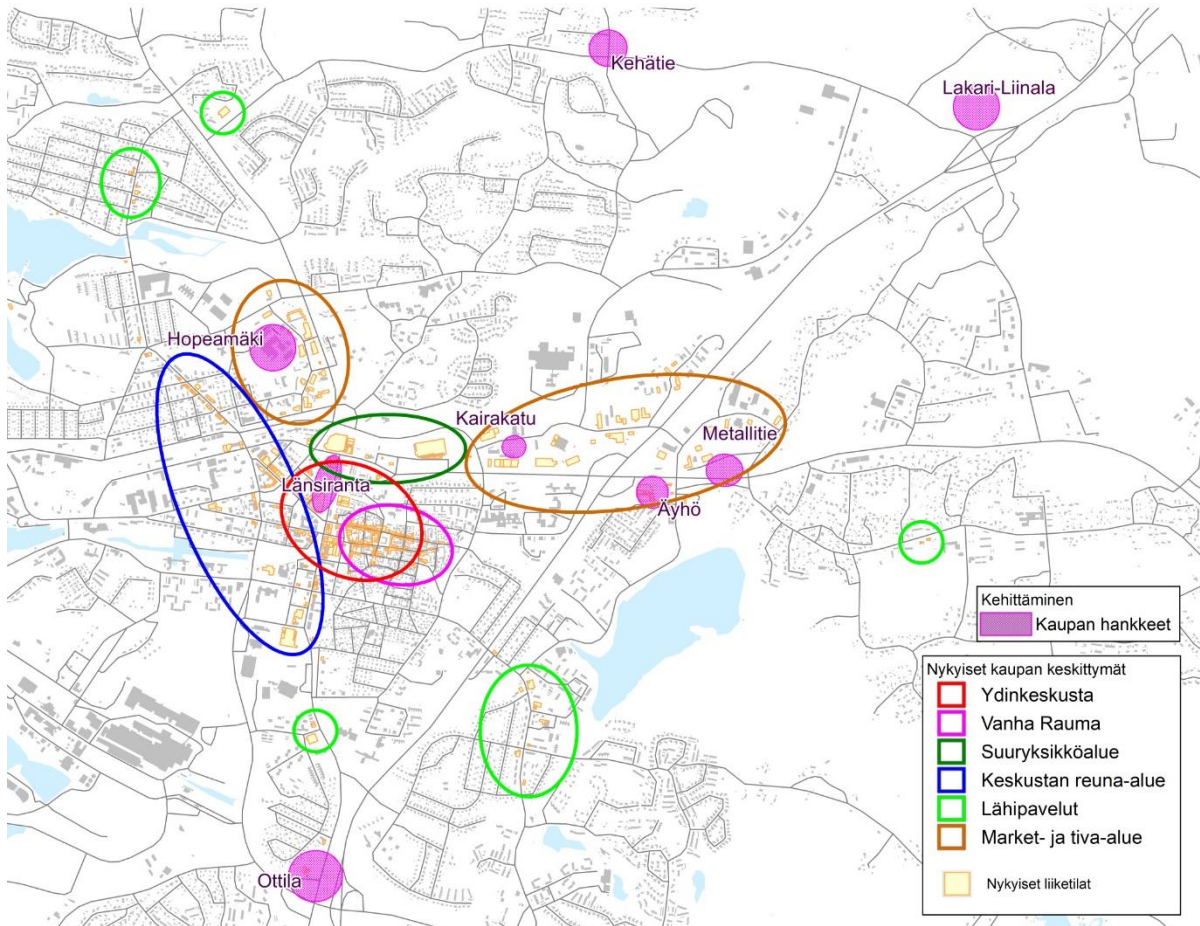 Kehätie
Lakari-Liinala
Hopeamäki
Kairakatu
Metallitie
Länsiranta
Äyhö
Ottila
Kehittäminen
Kaupan hankkeet
Nykyiset kaupan keskittymät
Ydinkeskusta
Vanha Rauma
Suuryksikköalue
Keskustan reuna-alue
Lähipavelut
Market- ja tiva-alue
Nykyiset liiketilat